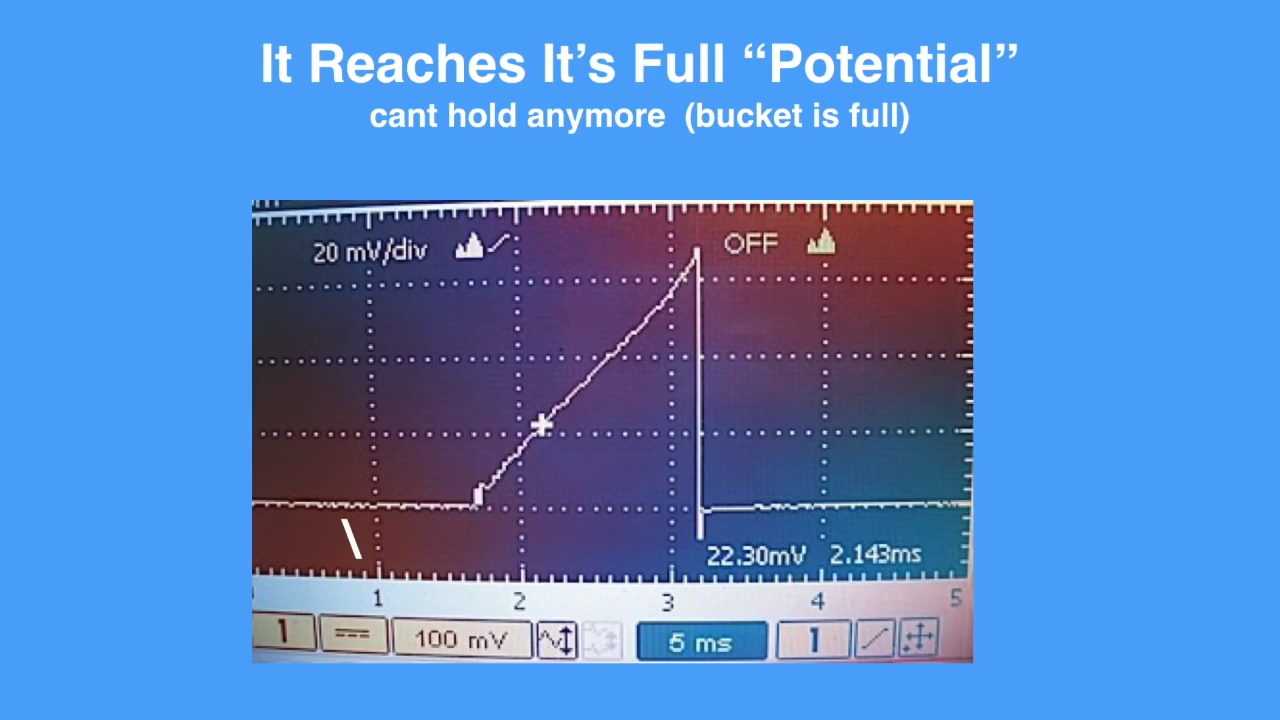 It Reaches It’s Full “Potential”
cant hold anymore (bucket is full)
20 mV/div OFF
\
22.30mV 2.143ms
1 2 3 4 5
1 100 mV 5 ms 1